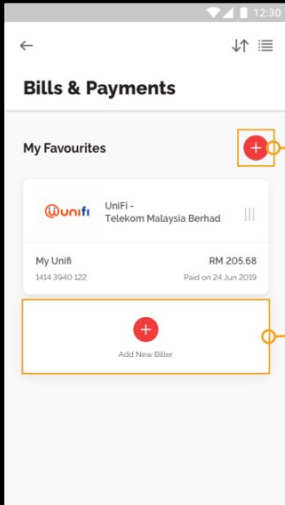 12:30
Bills & Payments
My Favourites
unifi
UniFi -
Telekom Malaysia Berhad
My Unifi
RM 205.68
1414 3940 122
Paid on 24 Jun 2019
Add New Biller